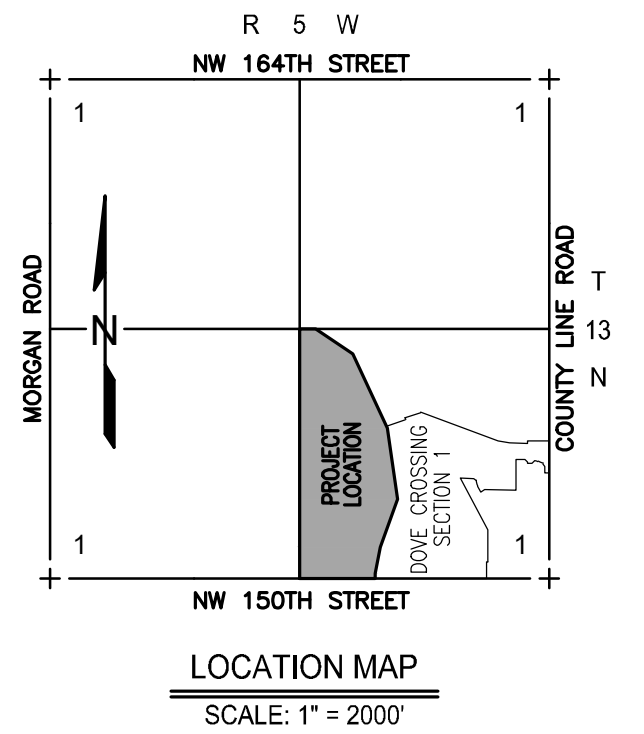 R 5 W
NW 164TH STREET
1
1
MORGAN ROAD
N
COUNTY LINE ROAD
T
13
N
PROJECT
LOCATION
DOVE CROSSING
SECTION 1
1
1
NW 150TH STREET
LOCATION MAP
SCALE: 1" = 2000'